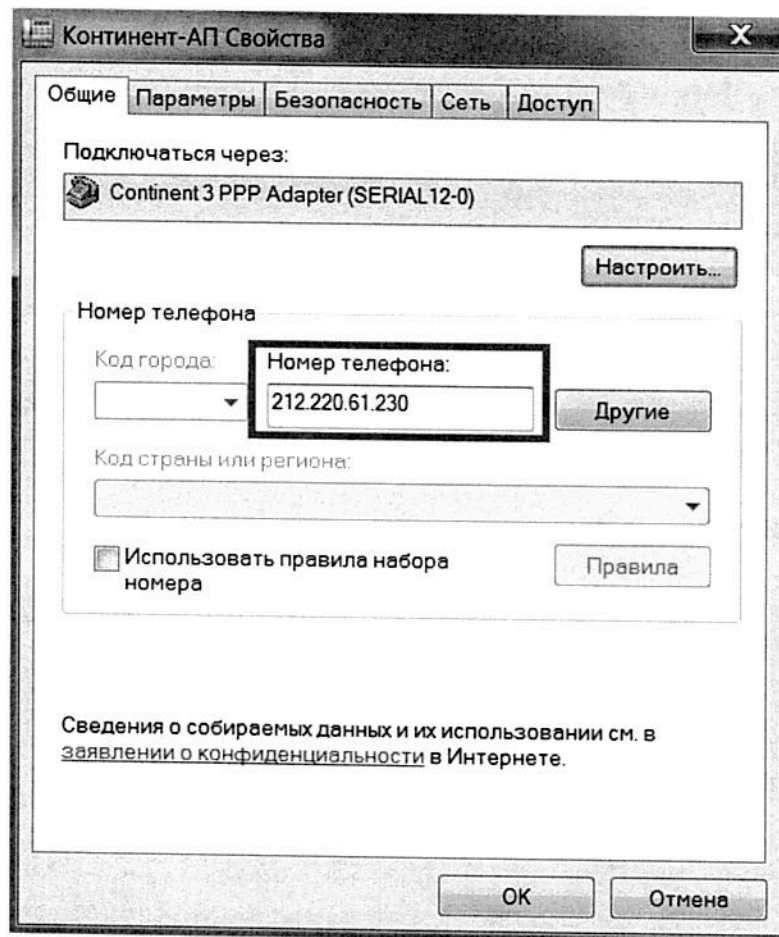 Континент-АП Свойства
Общие Параметры Безопасность Сеть Доступ
Подключаться через:
Continent 3 PPP Adapter (SERIAL12-0)
Настроить...
Номер телефона
Код города: Номер телефона:
212.220.61.230 Другие
Код страны или региона:
Использовать правила набора
номера
Правила
Сведения о собираемых данных и их использовании см. в
заявлении о конфиденциальности в Интернете.
ОК Отмена